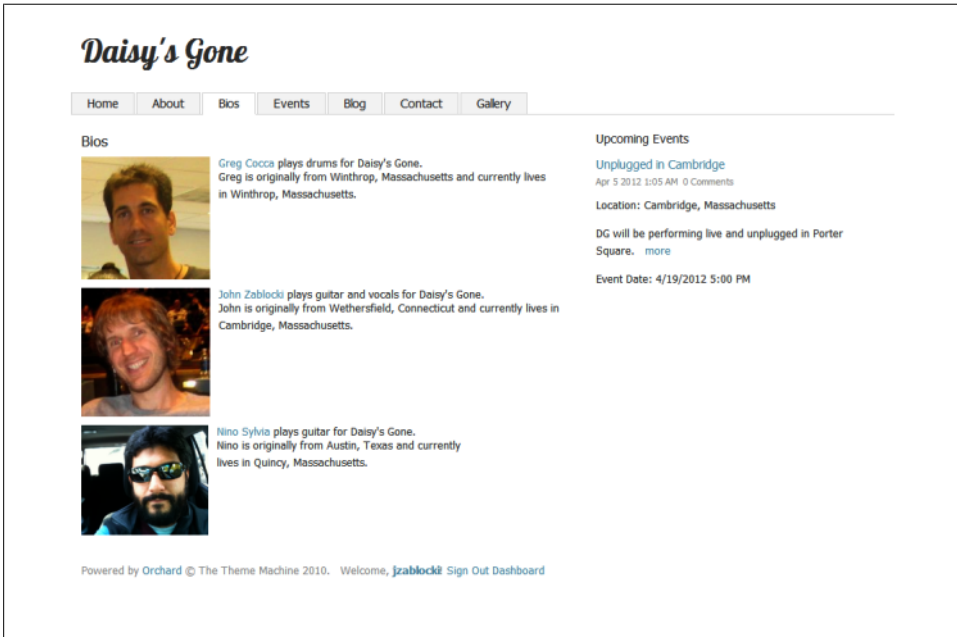 Daisy's Gone
Home About Bios Events Blog Contact Gallery
Bios
Greg Cocca plays drums for Daisy's Gone.
Greg is originally from Winthrop, Massachusetts and currently lives
in Winthrop, Massachusetts.
John Zablocki plays guitar and vocals for Daisy's Gone.
John is originally from Wethersfield, Connecticut and currently lives in
Cambridge, Massachusetts.
Nino Sylvia plays guitar for Daisy's Gone.
Nino is originally from Austin, Texas and currently
lives in Quincy, Massachusetts.
Upcoming Events
Unplugged in Cambridge
Apr 5 2012 1:05 AM 0 Comments
Location: Cambridge, Massachusetts
DG will be performing live and unplugged in Porter
Square. more
Event Date: 4/19/2012 5:00 PM
Powered by Orchard © The Theme Machine 2010. Welcome, Sign Out Dashboard